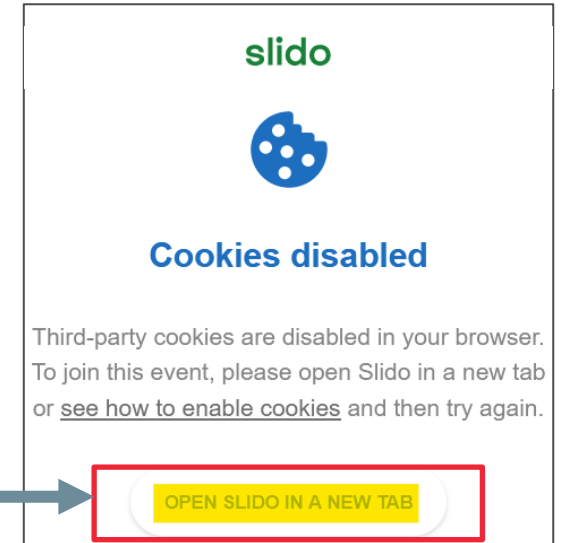 slido
Cookies disabled
Third-party cookies are disabled in your browser.
To join this event, please open Slido in a new tab
or see how to enable cookies and then try again.
OPEN SLIDO IN A NEW TAB